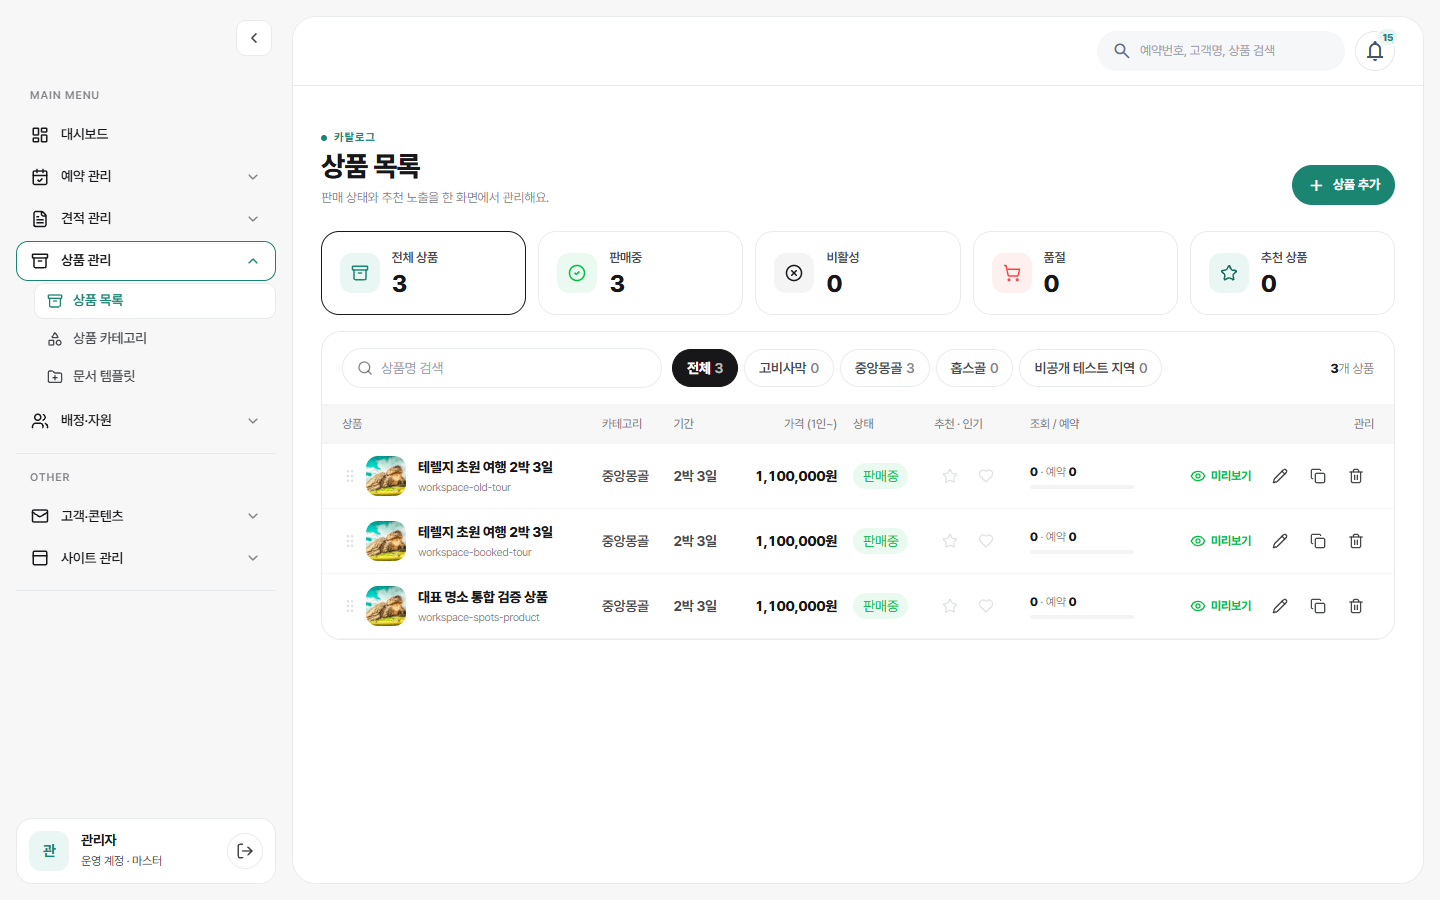 MAIN MENU
대시보드
예약 관리
견적 관리
상품 관리
상품 목록
상품 카테고리
문서 템플릿
배정·자원
OTHER
고객·콘텐츠
사이트 관리
관
관리자
운영 계정 · 마스터
예약번호, 고객명, 상품 검색
15
카탈로그
상품 목록
판매 상태와 추천 노출을 한 화면에서 관리해요.
상품 추가
전체 상품
3
판매중
3
비활성
0
품절
0
추천 상품
0
상품명 검색
전체 3
고비사막 0
중앙몽골 3
홉스골 0
비공개 테스트 지역 0
3개 상품
상품 카테고리 기간 가격 (1인~) 상태 추천 · 인기 조회 / 예약 관리
테렐지 초원 여행 2박 3일
workspace-old-tour
중앙몽골 2박 3일 1,100,000원 판매중 0 · 예약 0 미리보기
테렐지 초원 여행 2박 3일
workspace-booked-tour
중앙몽골 2박 3일 1,100,000원 판매중 0 · 예약 0 미리보기
대표 명소 통합 검증 상품
workspace-spots-product
중앙몽골 2박 3일 1,100,000원 판매중 0 · 예약 0 미리보기